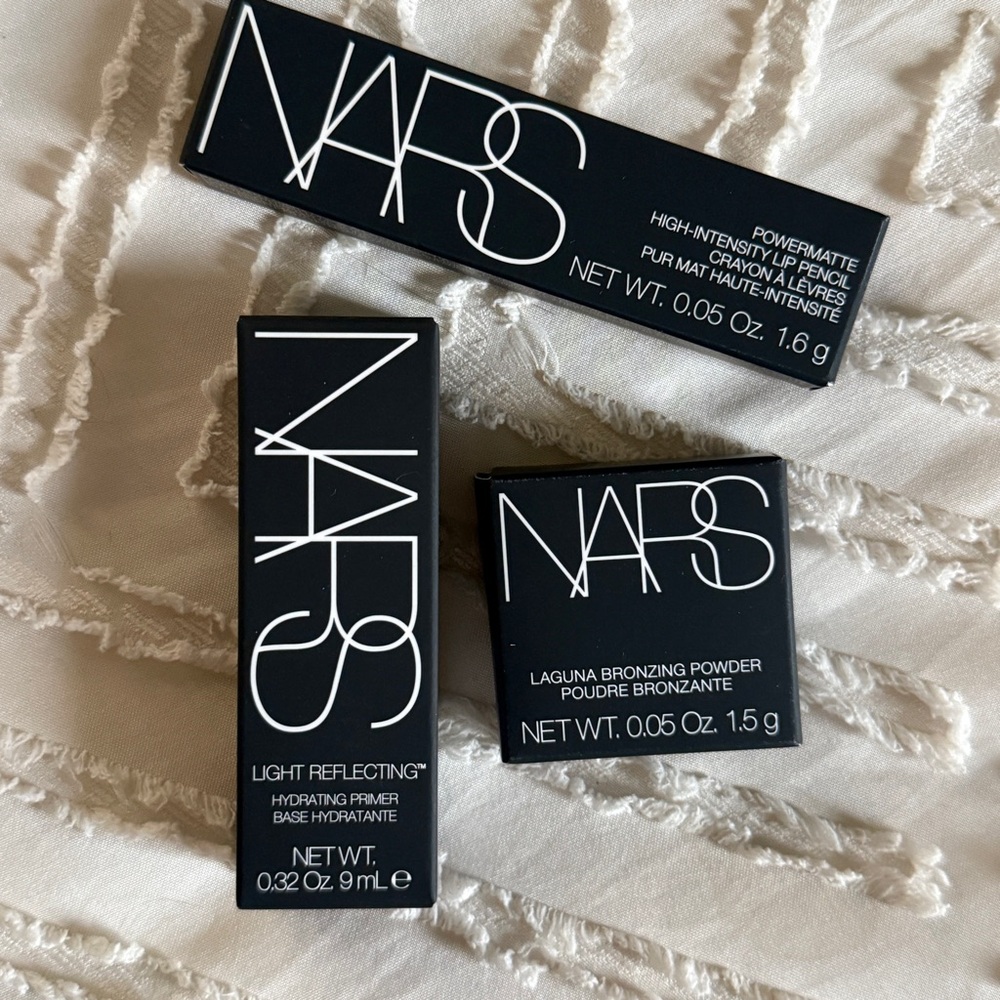 NARS
POWERMATTE
HIGH-INTENSITY LIP PENCIL
CRAYON À LÈVRES
PUR MAT HAUTE-INTENSITÉ
NET WT. 0.05 Oz. 1.6 g
NARS
LIGHT REFLECTING™
HYDRATING PRIMER
BASE HYDRATANTE
NET WT.
0.32 Oz. 9 mL ℮
NARS
LAGUNA BRONZING POWDER
POUDRE BRONZANTE
NET WT. 0.05 Oz. 1.5 g